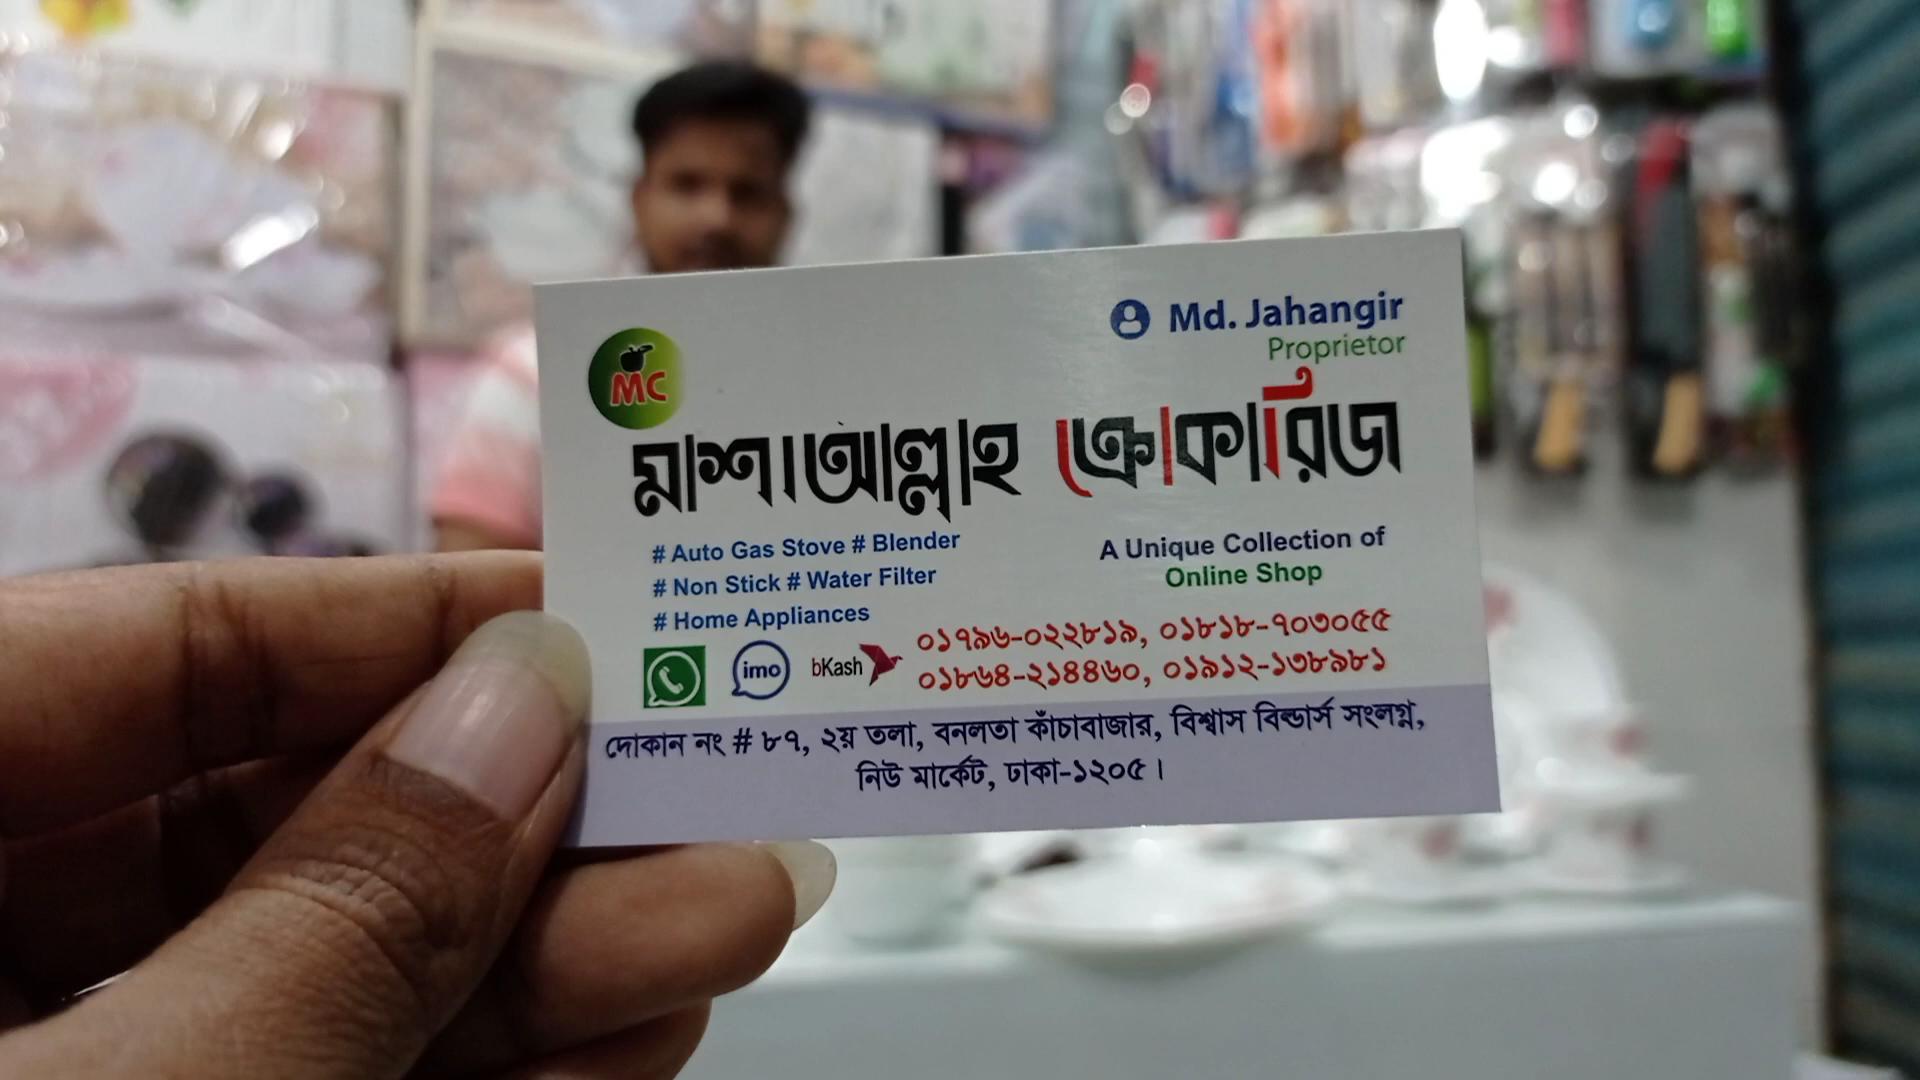 MC
Md. Jahangir
Proprietor
মাশাআল্লাহ ক্রোকারিজ
# Auto Gas Stove # Blender
# Non Stick # Water Filter
# Home Appliances
A Unique Collection of
Online Shop
imo bKash
০১৭৯৬-০২২৮১৯, ০১৮১৮-৭০৩০৫৫
০১৮৬৪-২১৪৪৬০, ০১৯১২-১৩৮৯৮১
দোকান নং # ৮৭, ২য় তলা, বনলতা কাঁচাবাজার, বিশ্বাস বিল্ডার্স সংলগ্ন,
নিউ মার্কেট, ঢাকা-১২০৫।